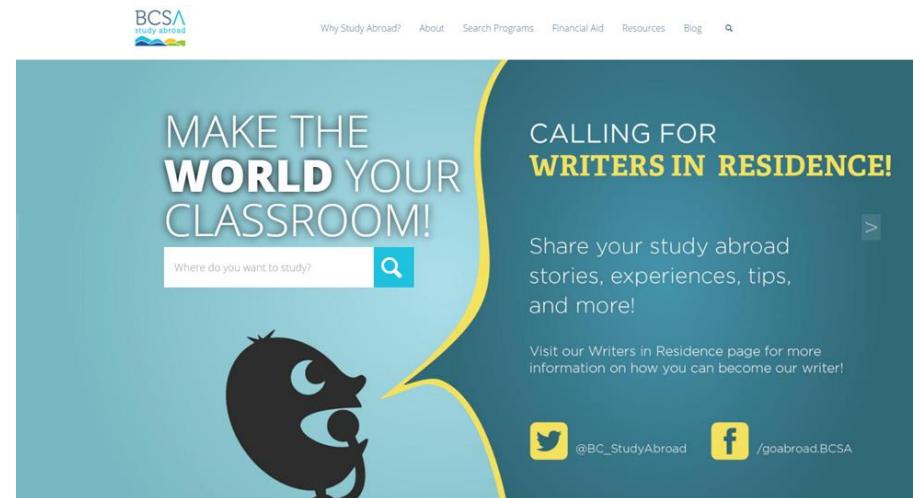 BCSA
study abroad
Why Study Abroad? About Search Programs Financial Aid Resources Blog
MAKE THE
WORLD YOUR
CLASSROOM!
Where do you want to study?
CALLING FOR
WRITERS IN RESIDENCE!
Share your study abroad
stories, experiences, tips,
and more!
Visit our Writers in Residence page for more
information on how you can become our writer!
@BC_StudyAbroad /goabroad.BCSA